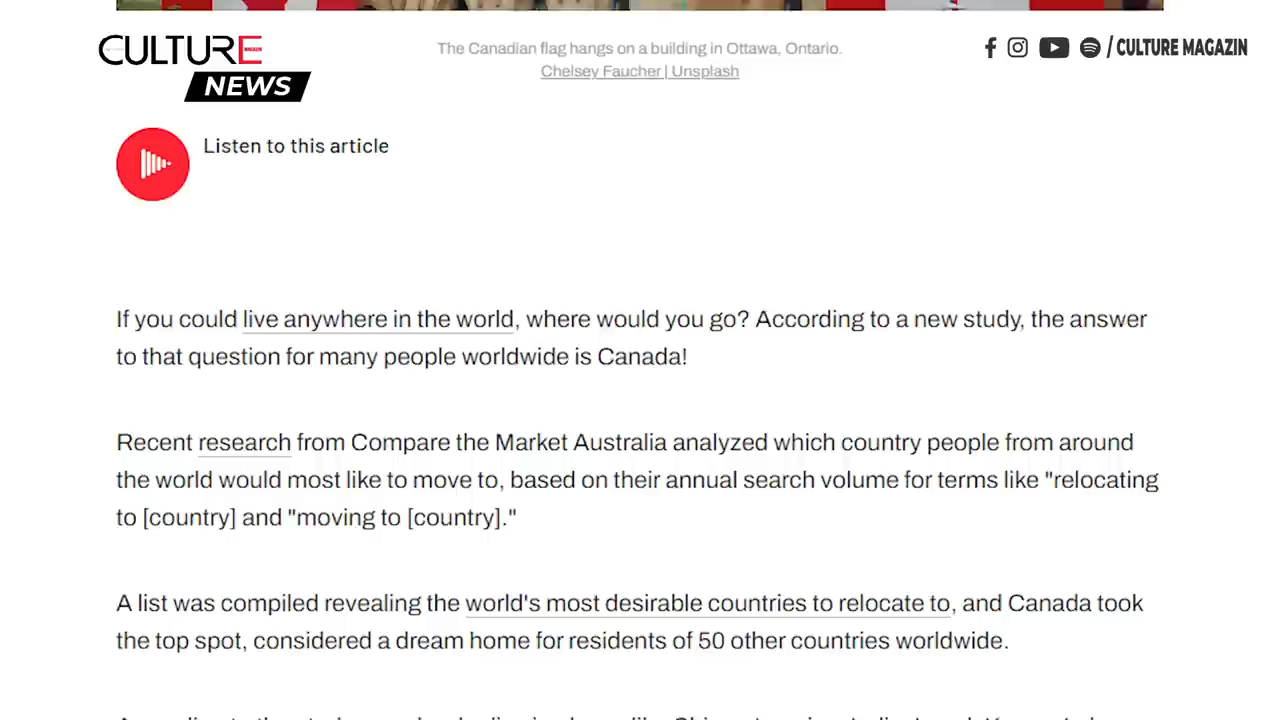 CULTURE
NEWS
The Canadian flag hangs on a building in Ottawa, Ontario.
Chelsey Faucher | Unsplash
/ CULTURE MAGAZIN
Listen to this article
If you could live anywhere in the world, where would you go? According to a new study, the answer
to that question for many people worldwide is Canada!
Recent research from Compare the Market Australia analyzed which country people from around
the world would most like to move to, based on their annual search volume for terms like "relocating
to [country] and "moving to [country]."
A list was compiled revealing the world's most desirable countries to relocate to, and Canada took
the top spot, considered a dream home for residents of 50 other countries worldwide.